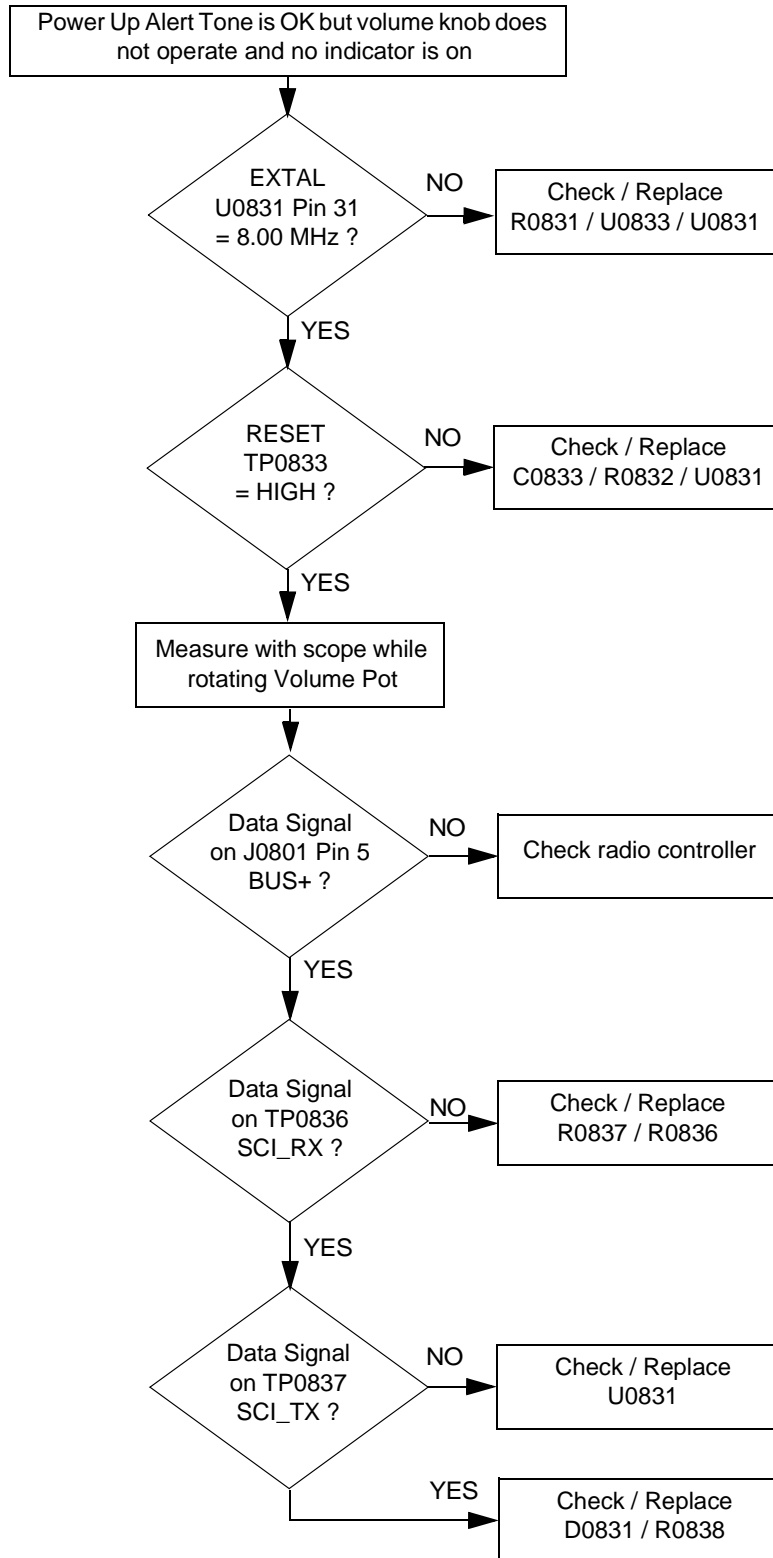 Power Up Alert Tone is OK but volume knob does
not operate and no indicator is on
EXTAL
U0831 Pin 31
= 8.00 MHz ?
NO
Check / Replace
R0831 / U0833 / U0831
YES
RESET
TP0833
= HIGH ?
NO
Check / Replace
C0833 / R0832 / U0831
YES
Measure with scope while
rotating Volume Pot
Data Signal
on J0801 Pin 5
BUS+ ?
NO
Check radio controller
YES
Data Signal
on TP0836
SCI_RX ?
NO
Check / Replace
R0837 / R0836
YES
Data Signal
on TP0837
SCI_TX ?
NO
Check / Replace
U0831
YES
Check / Replace
D0831 / R0838